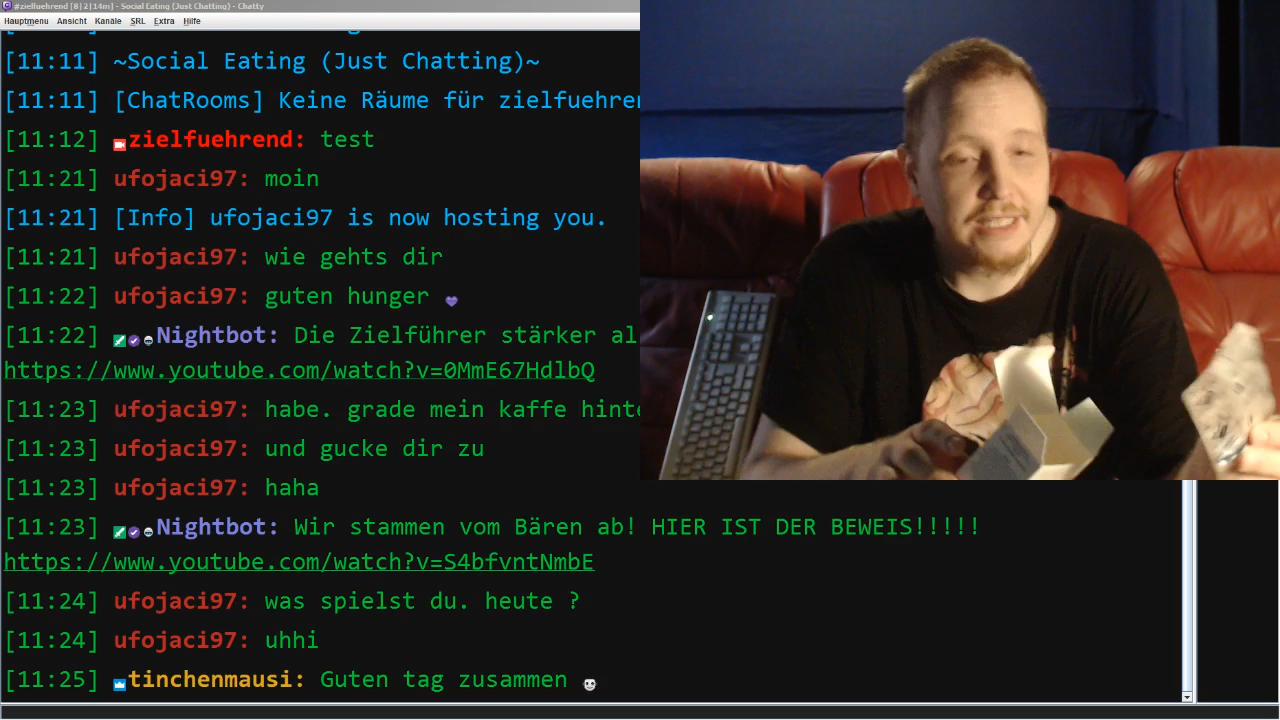 #zielfuehrend [8|2|14m] - Social Eating (Just Chatting) - Chatty
Hauptmenu Ansicht Kanäle SRL Extra Hilfe
[11:11] ~Social Eating (Just Chatting)~
[11:11] [ChatRooms] Keine Räume für
[11:12] zielfuehrend: test
[11:21] ufojaci97: moin
[11:21] [Info] ufojaci97 is now hosting you.
[11:21] ufojaci97: wie gehts dir
[11:22] ufojaci97: guten hunger
[11:22] Nightbot: Die Zielführer stärker
https://www.youtube.com/watch?v=0MmE67HdlbQ
[11:23] ufojaci97: habe. grade mein kaffe
[11:23] ufojaci97: und gucke dir zu
[11:23] ufojaci97: haha
[11:23] Nightbot: Wir stammen vom Bären ab! HIER IST DER BEWEIS!!!!!
https://www.youtube.com/watch?v=S4bfvntNmbE
[11:24] ufojaci97: was spielst du. heute ?
[11:24] ufojaci97: uhhi
[11:25] tinchenmausi: Guten tag zusammen